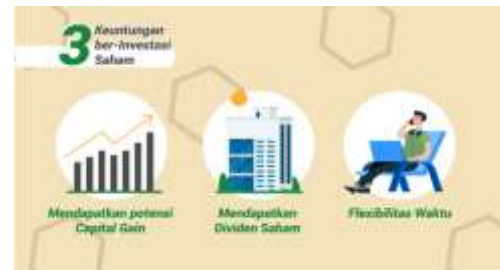 3 Keuntungan
ber-Investasi
Saham
Mendapatkan potensi
Capital Gain
Mendapatkan
Dividen Saham
Flexibilitas Waktu